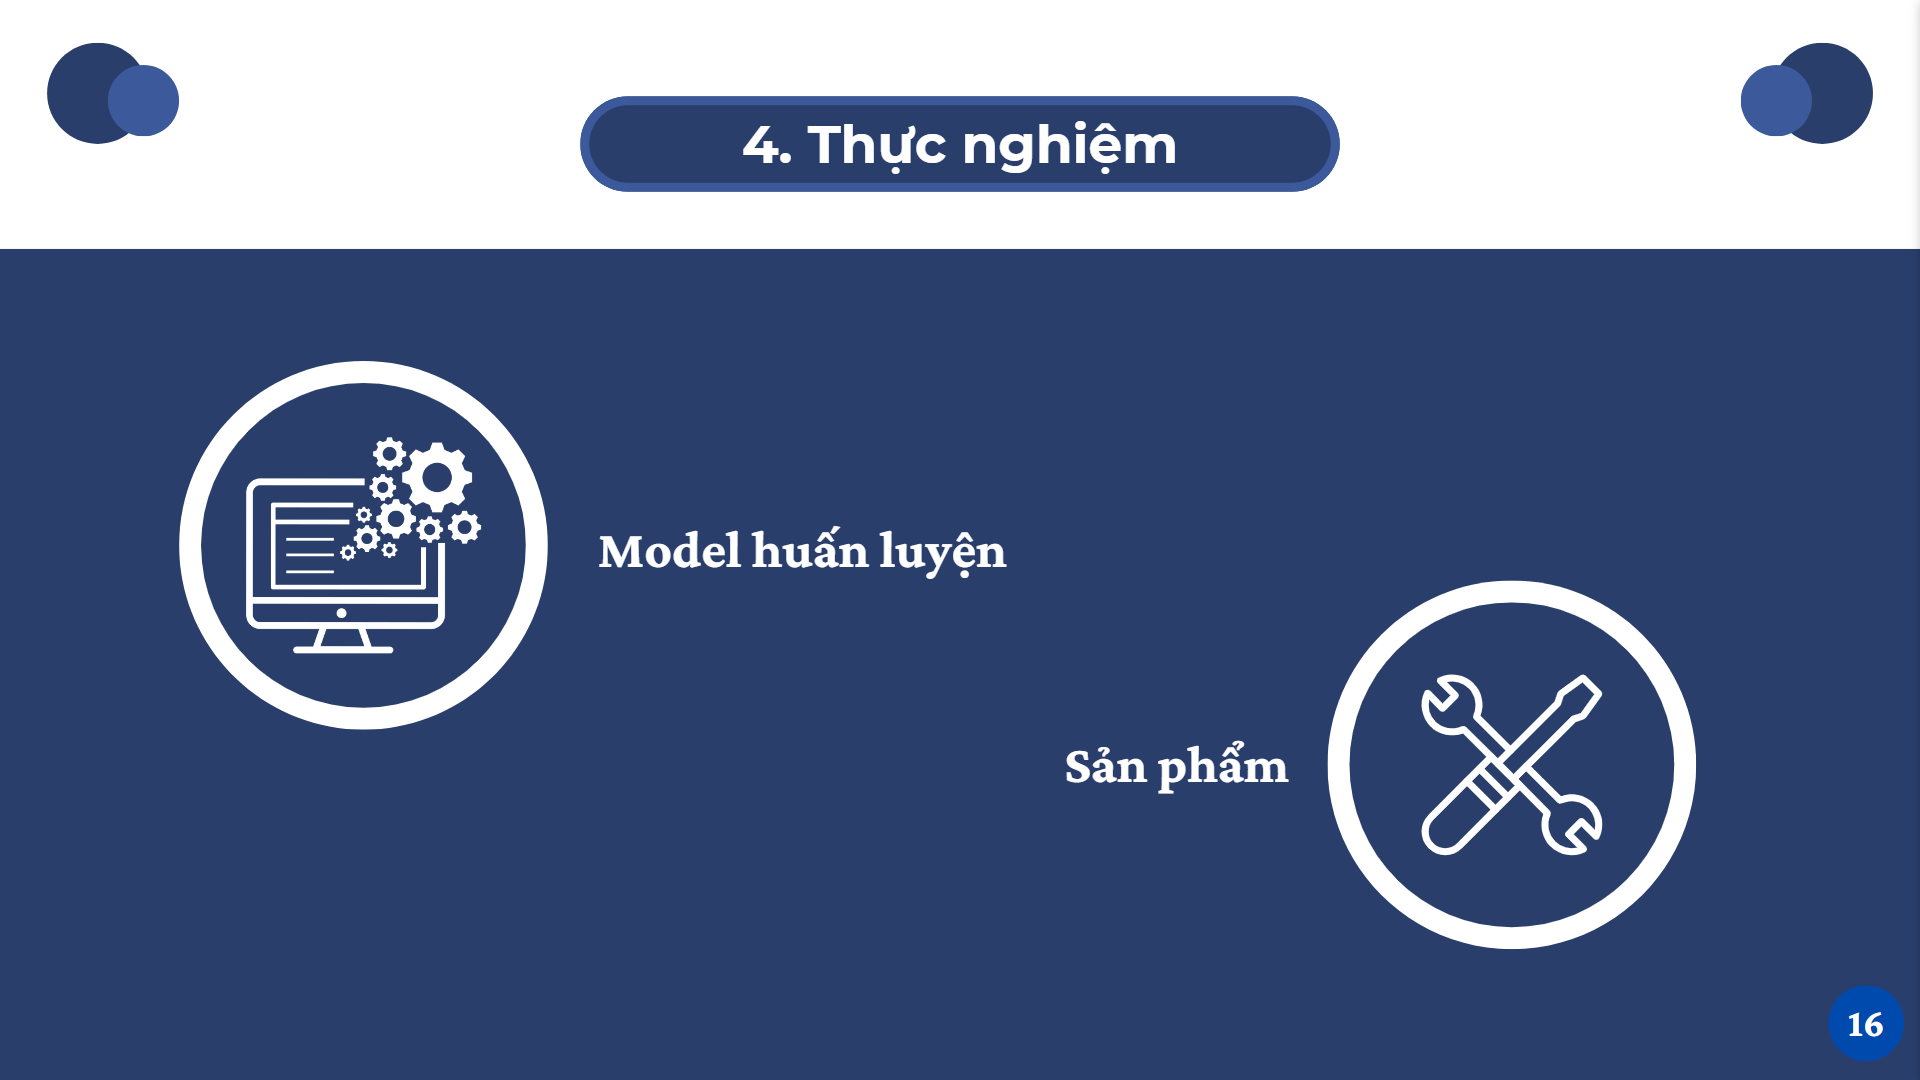 4. Thực nghiệm
Model huấn luyện
Sản phẩm
16